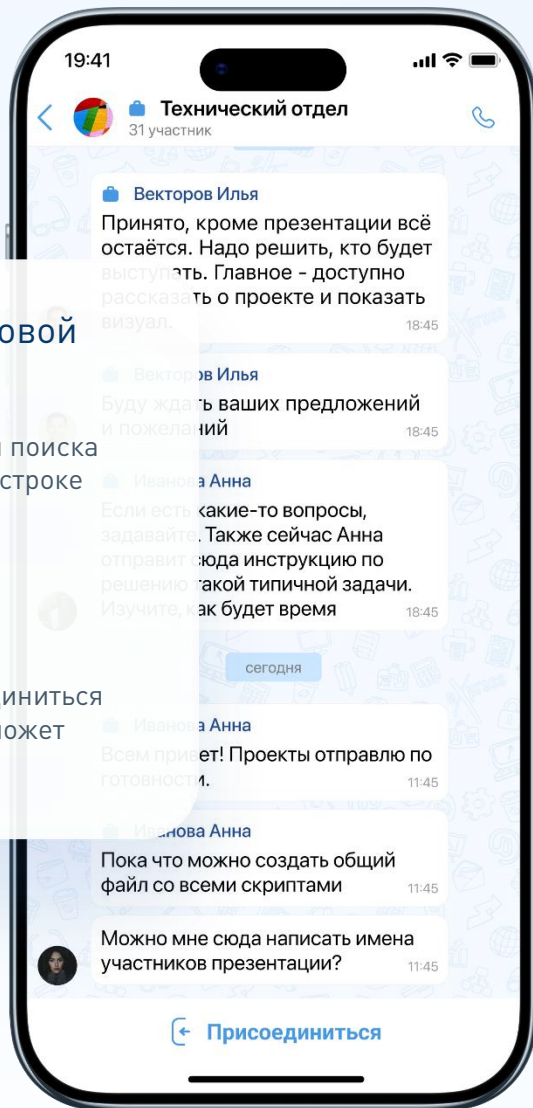 19:41
Технический отдел
31 участник
Векторов Илья
Принято, кроме презентации всё
остаётся. Надо решить, кто будет
выступать. Главное - доступно
рассказать о проекте и показать
визуал.
18:45
Векторов Илья
Буду ждать ваших предложений
и пожеланий
18:45
Иванова Анна
Если есть какие-то вопросы,
задавайте. Также сейчас Анна
отправит сюда инструкцию по
решению такой типичной задачи.
Изучите, как будет время
18:45
сегодня
Иванова Анна
Всем привет! Проекты отправлю по
готовности.
11:45
Иванова Анна
Пока что можно создать общий
файл со всеми скриптами
11:45
Можно мне сюда написать имена
участников презентации?
11:45
Присоединиться
овой
поиска
строке
диниться
может